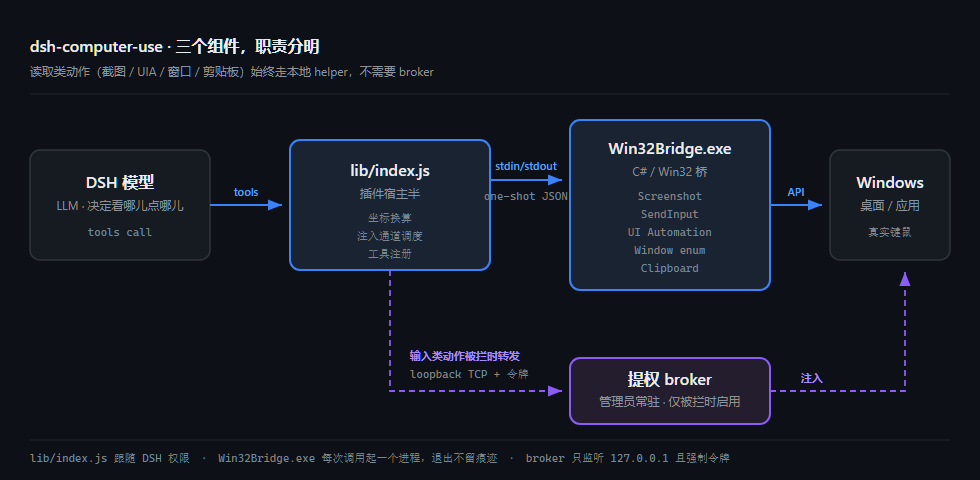 dsh-computer-use · 三个组件，职责分明
读取类动作（截图 / UIA / 窗口 / 剪贴板）始终走本地 helper，不需要 broker
DSH 模型
LLM · 决定看哪儿点哪儿
tools call
tools
lib/index.js
插件宿主半
坐标换算
注入通道调度
工具注册
stdin/stdout
one-shot JSON
Win32Bridge.exe
C# / Win32 桥
Screenshot
SendInput
UI Automation
Window enum
Clipboard
API
Windows
桌面 / 应用
真实键鼠
输入类动作被拦时转发
loopback TCP + 令牌
提权 broker
管理员常驻 · 仅被拦时启用
注入
lib/index.js 跟随 DSH 权限 · Win32Bridge.exe 每次调用起一个进程，退出不留痕迹 · broker 只监听 127.0.0.1 且强制令牌